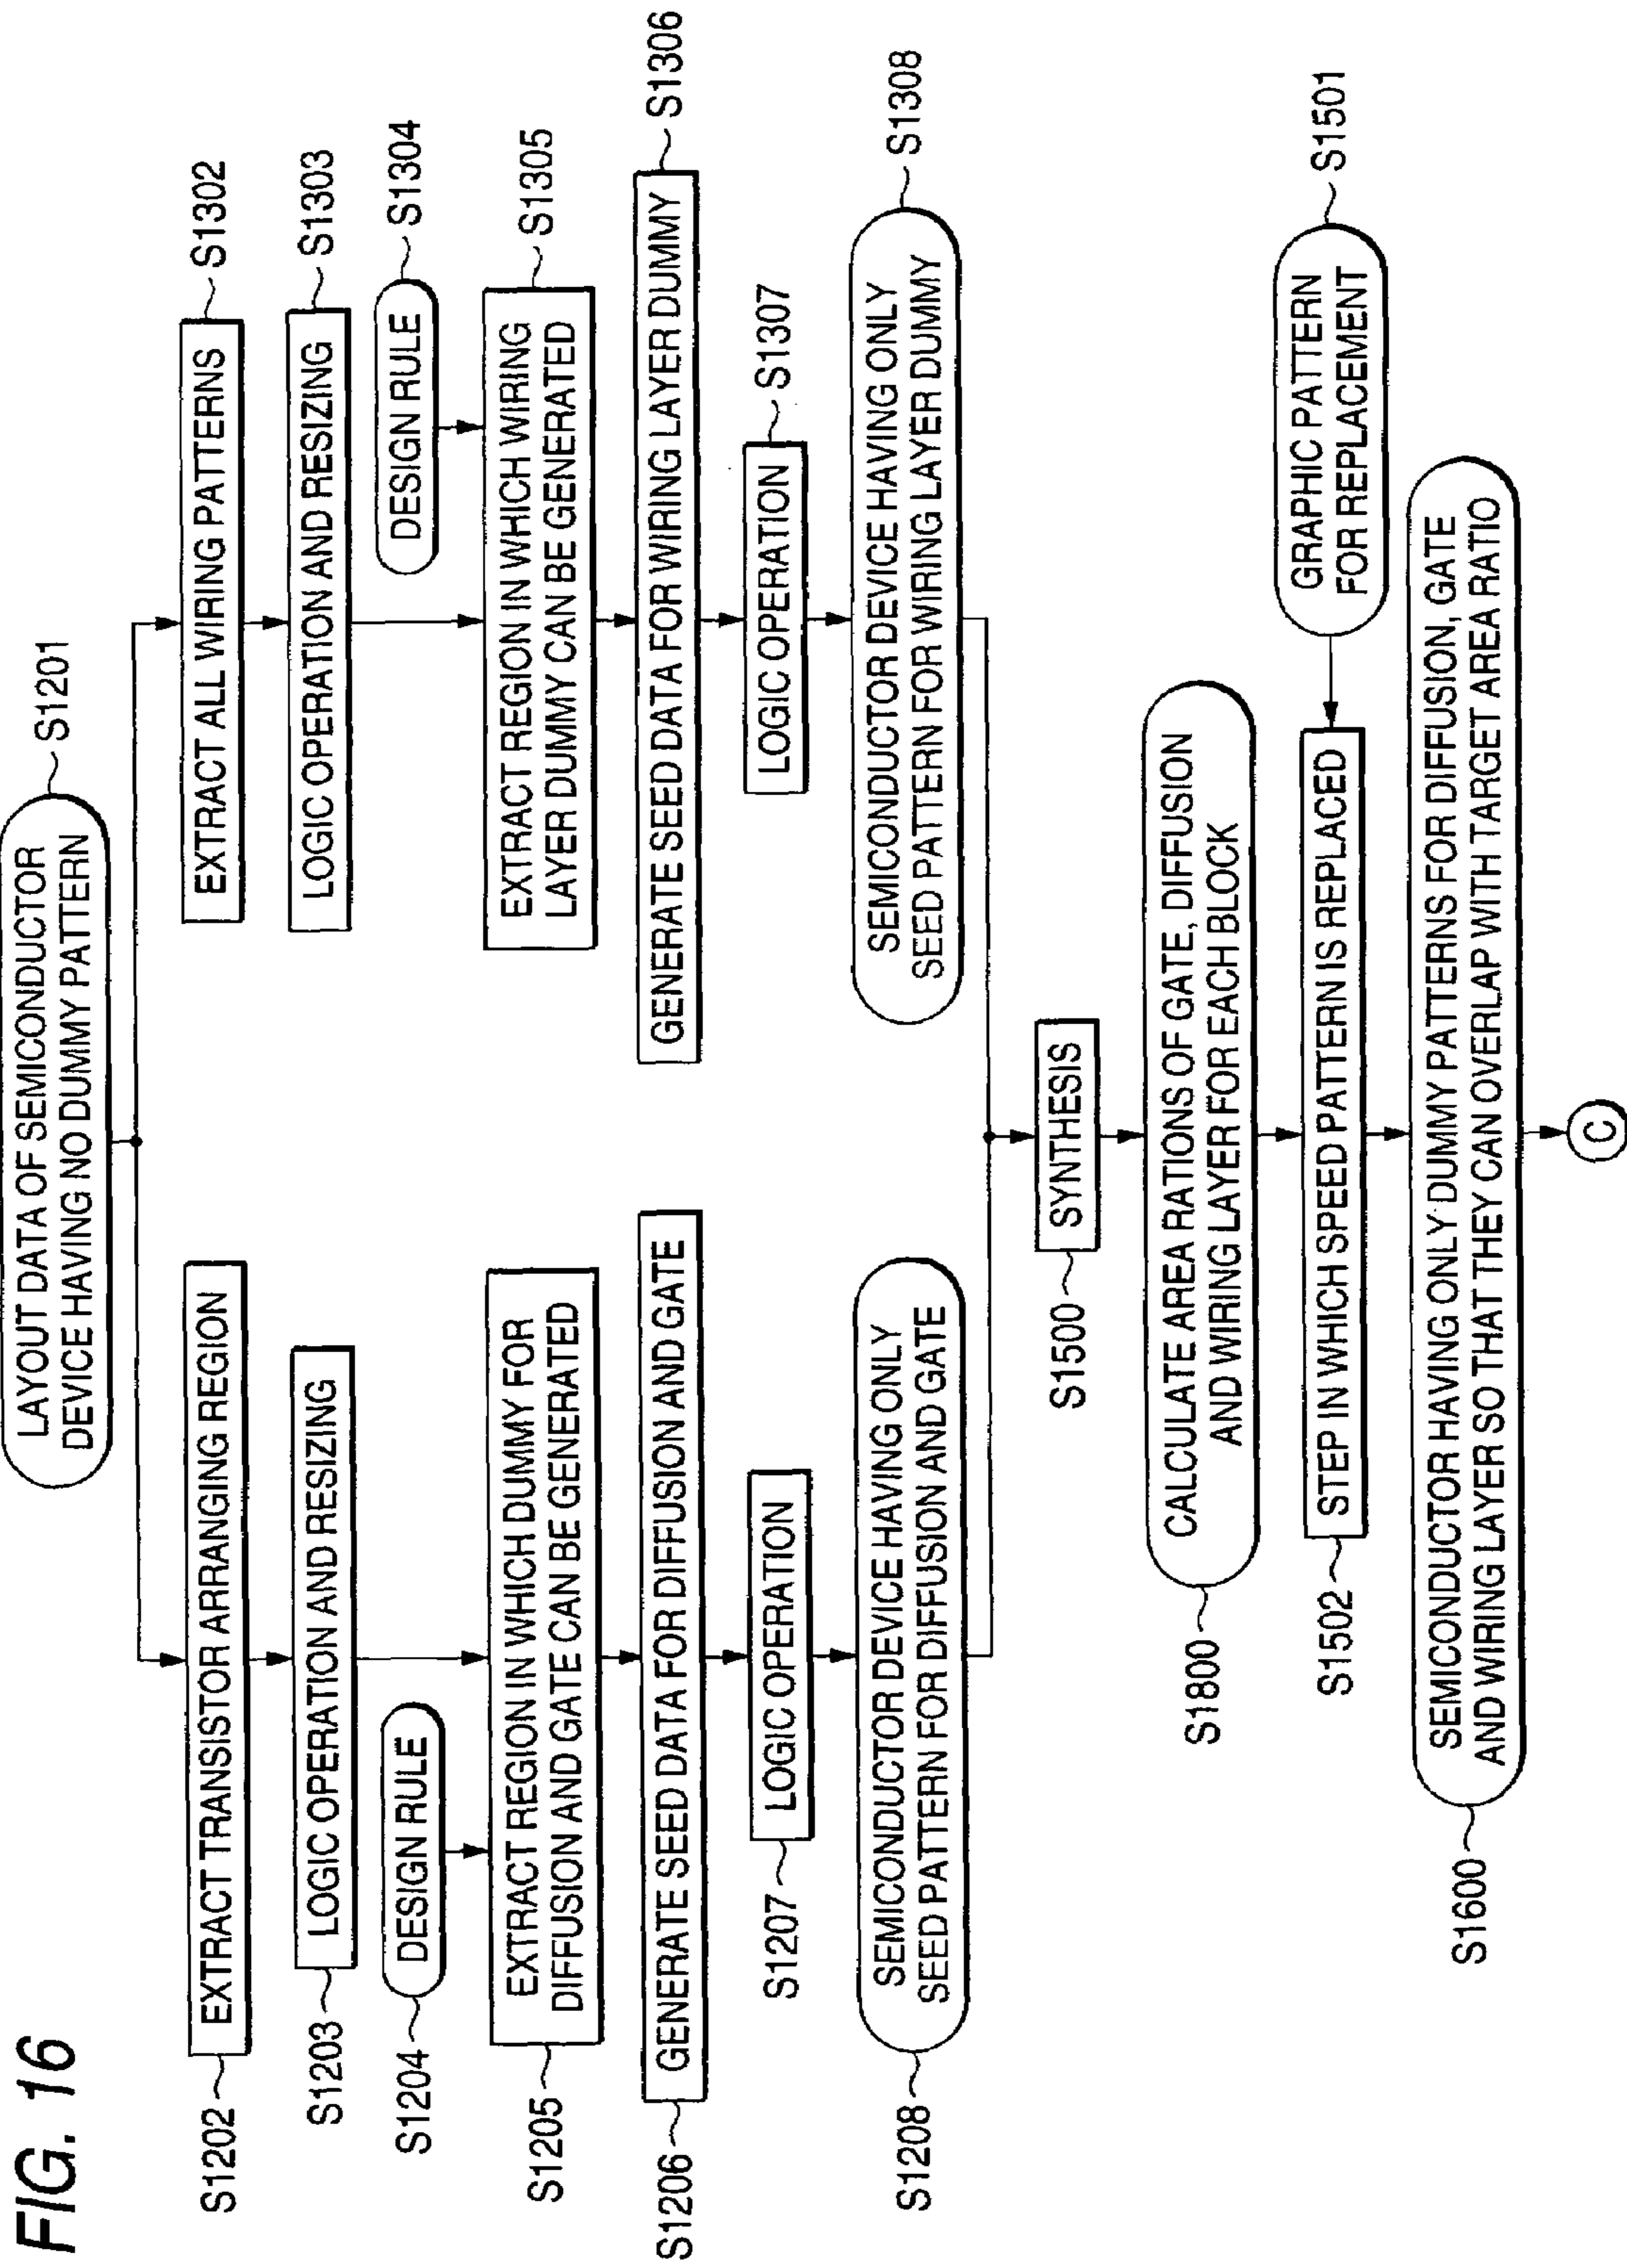 FIG. 16
LAYOUT DATA OF SEMICONDUCTOR
DEVICE HAVING NO DUMMY PATTERN
S1201
S1202
EXTRACT TRANSISTOR ARRANGING REGION
S1203
LOGIC OPERATION AND RESIZING
S1204
DESIGN RULE
S1205
EXTRACT REGION IN WHICH DUMMY FOR
DIFFUSION AND GATE CAN BE GENERATED
S1206
GENERATE SEED DATA FOR DIFFUSION AND GATE
S1207
LOGIC OPERATION
S1208
SEMICONDUCTOR DEVICE HAVING ONLY
SEED PATTERN FOR DIFFUSION AND GATE
EXTRACT ALL WIRING PATTERNS
S1302
LOGIC OPERATION AND RESIZING
S1303
DESIGN RULE
S1304
EXTRACT REGION IN WHICH WIRING
LAYER DUMMY CAN BE GENERATED
S1305
GENERATE SEED DATA FOR WIRING LAYER DUMMY
S1306
LOGIC OPERATION
S1307
SEMICONDUCTOR DEVICE HAVING ONLY
SEED PATTERN FOR WIRING LAYER DUMMY
S1308
S1500
SYNTHESIS
S1800
CALCULATE AREA RATIONS OF GATE, DIFFUSION
AND WIRING LAYER FOR EACH BLOCK
S1502
STEP IN WHICH SPEED PATTERN IS REPLACED
GRAPHIC PATTERN
FOR REPLACEMENT
S1501
S1600
SEMICONDUCTOR HAVING ONLY DUMMY PATTERNS FOR DIFFUSION, GATE
AND WIRING LAYER SO THAT THEY CAN OVERLAP WITH TARGET AREA RATIO
C